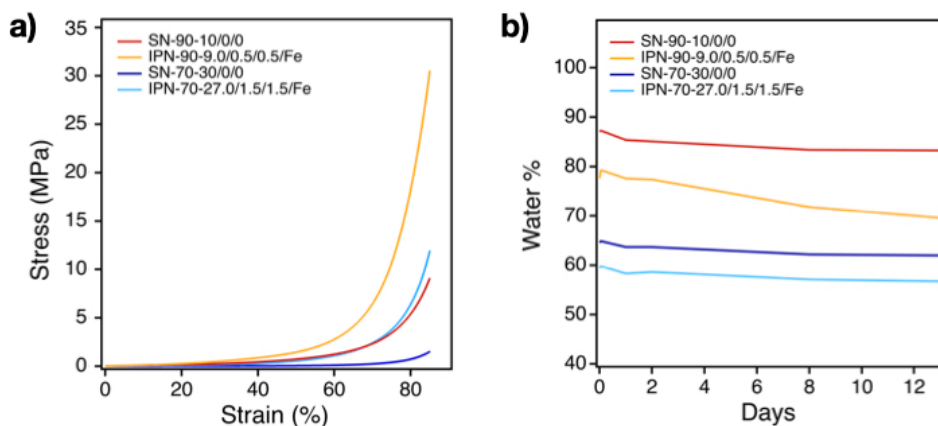 a)
35
30
25
20
15
10
5
0
Stress (MPa)
SN-90-10/0/0
IPN-90-9.0/0.5/0.5/Fe
SN-70-30/0/0
IPN-70-27.0/1.5/1.5/Fe
0 20 40 60 80
Strain (%)
b)
100
90
80
70
60
50
40
Water %
SN-90-10/0/0
IPN-90-9.0/0.5/0.5/Fe
SN-70-30/0/0
IPN-70-27.0/1.5/1.5/Fe
0 2 4 6 8 10 12
Days